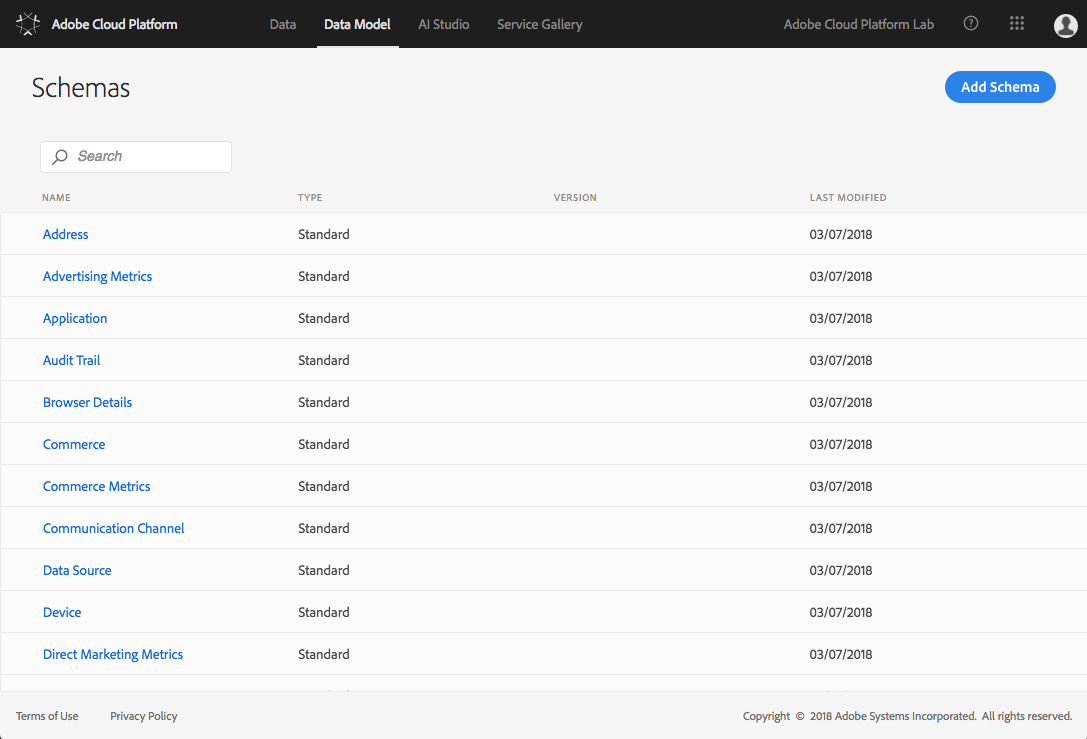 Adobe Cloud Platform Data Data Model AI Studio Service Gallery Adobe Cloud Platform Lab ?
Schemas Add Schema
Search
NAME TYPE VERSION LAST MODIFIED
Address Standard 03/07/2018
Advertising Metrics Standard 03/07/2018
Application Standard 03/07/2018
Audit Trail Standard 03/07/2018
Browser Details Standard 03/07/2018
Commerce Standard 03/07/2018
Commerce Metrics Standard 03/07/2018
Communication Channel Standard 03/07/2018
Data Source Standard 03/07/2018
Device Standard 03/07/2018
Direct Marketing Metrics Standard 03/07/2018
Terms of Use Privacy Policy Copyright © 2018 Adobe Systems Incorporated. All rights reserved.